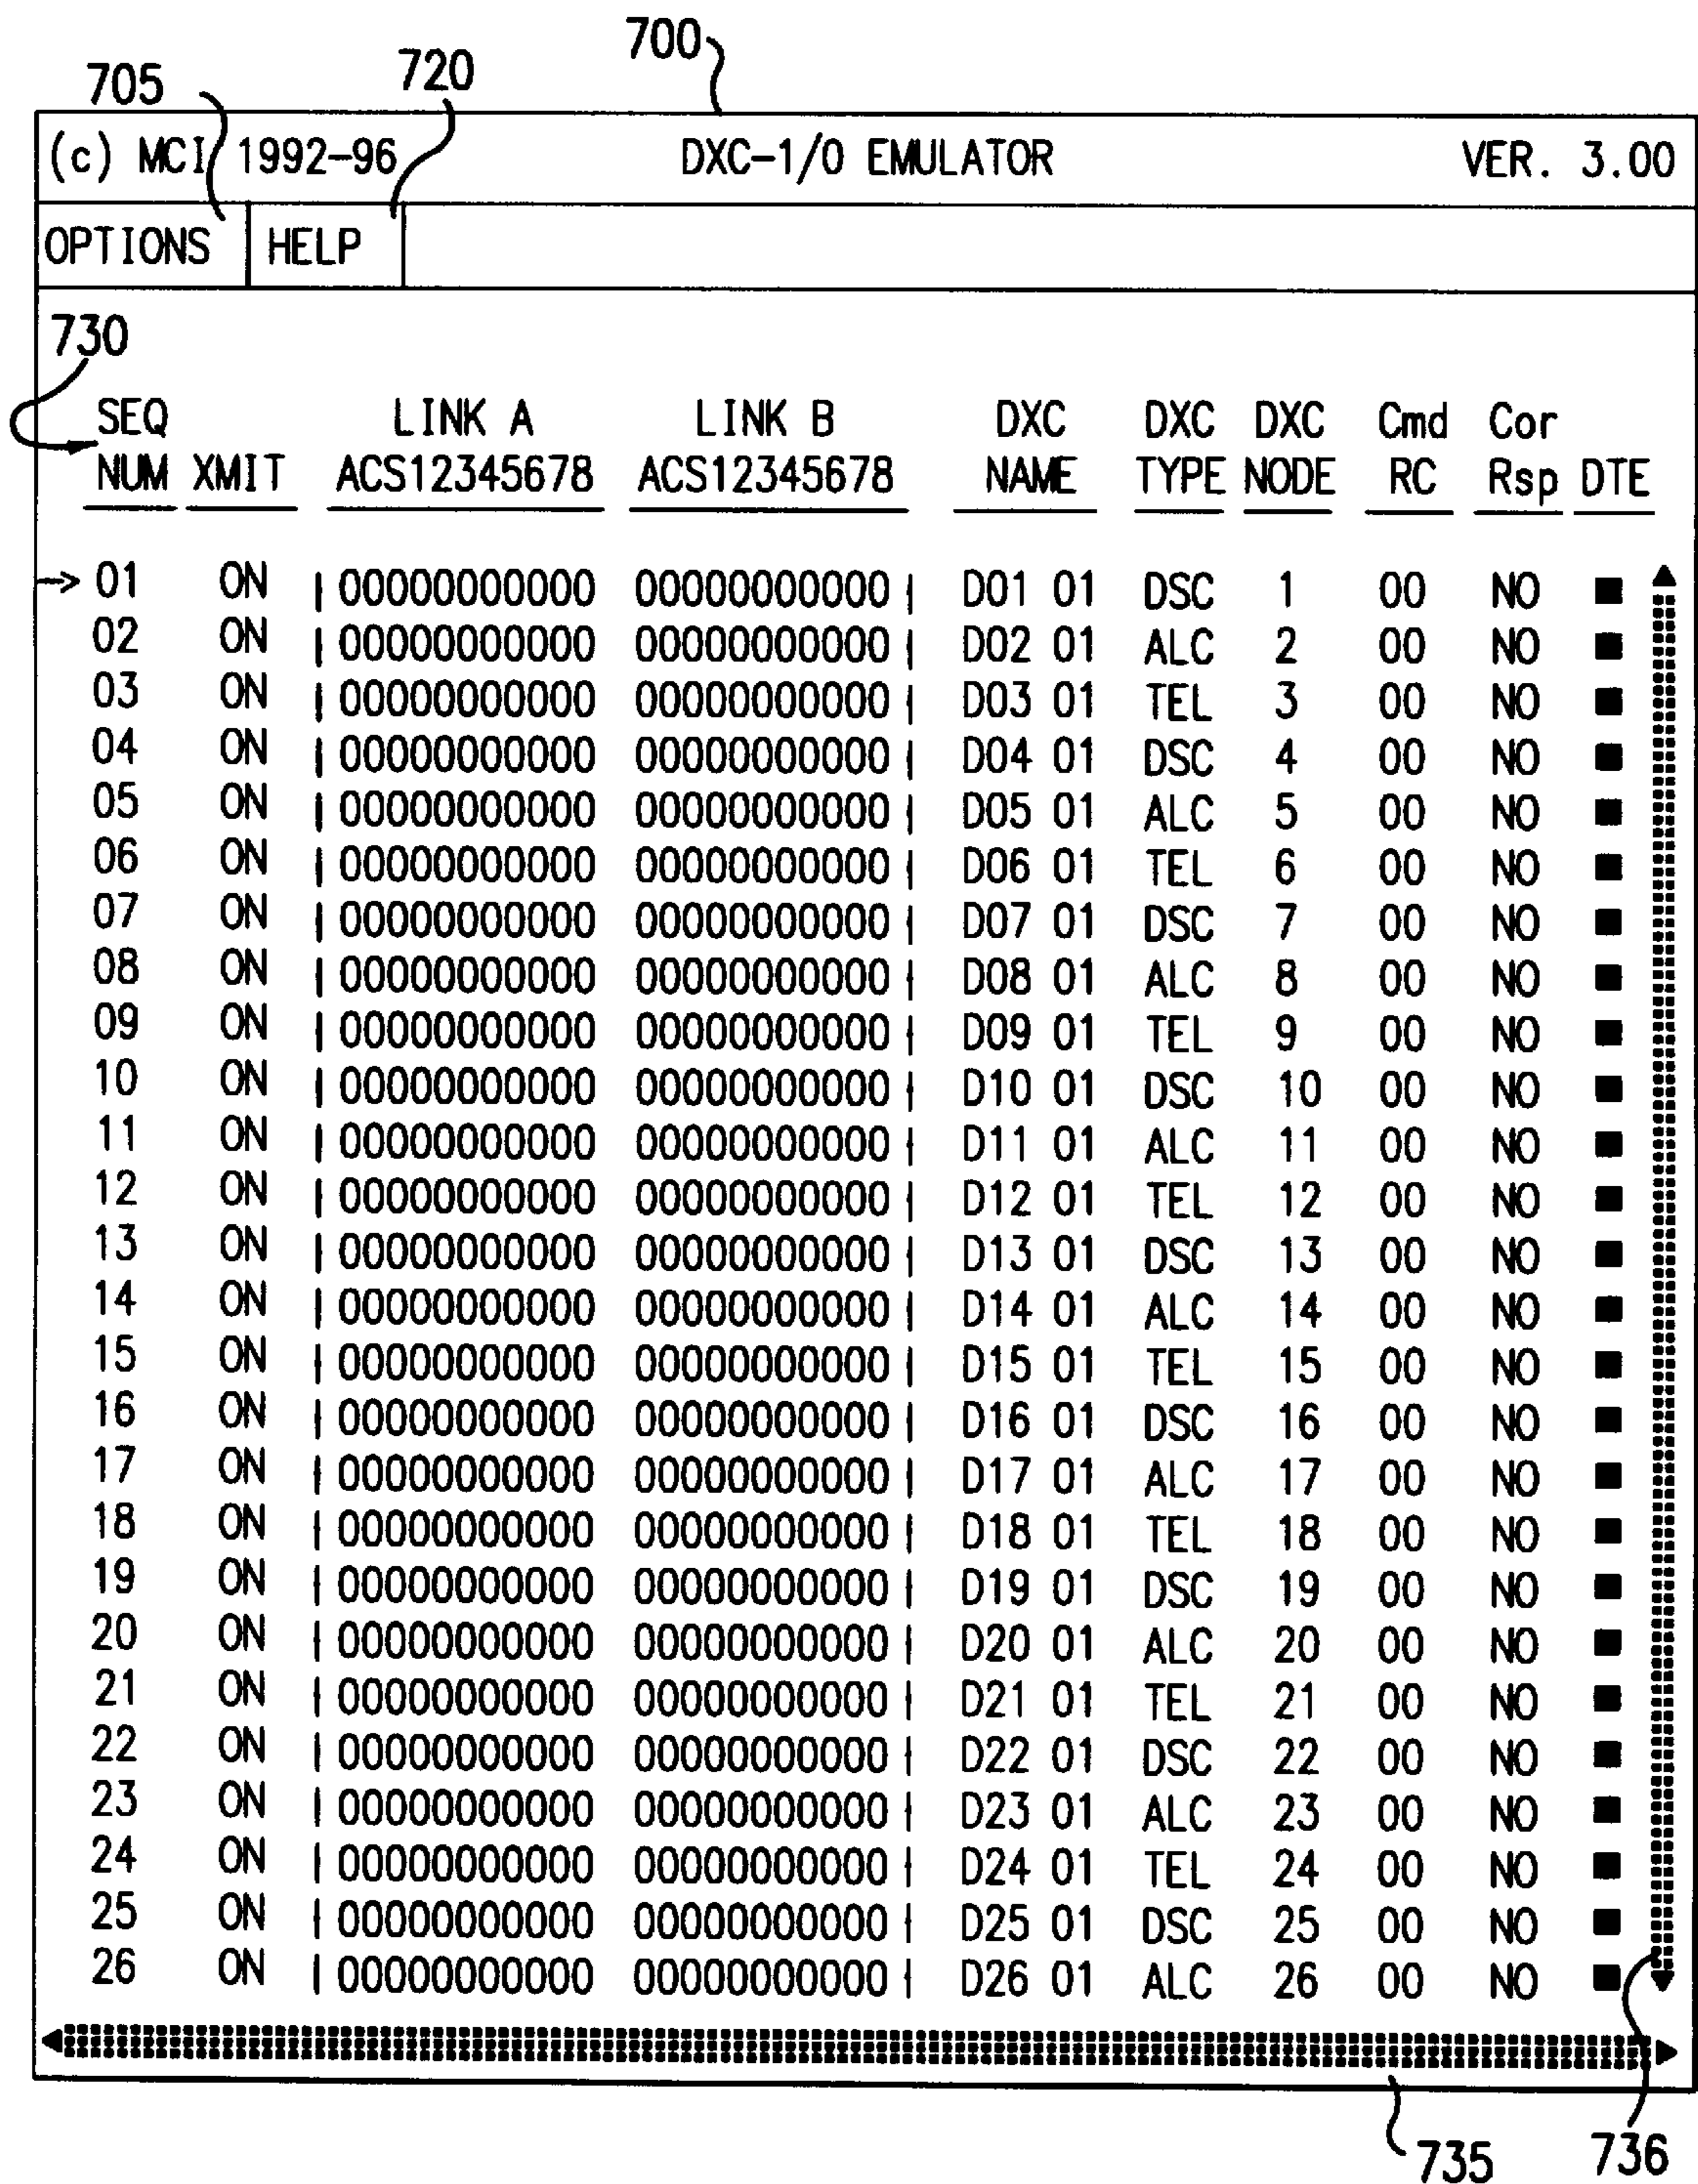 700
705 720
(c) MCI 1992-96 DXC-1/0 EMULATOR VER. 3.00
OPTIONS HELP
730
SEQ LINK A LINK B DXC DXC DXC Cmd Cor
NUM XMIT ACS12345678 ACS12345678 NAME TYPE NODE RC Rsp DTE
→ 01 ON | 00000000000 00000000000 | D01 01 DSC 1 00 NO ■
02 ON | 00000000000 00000000000 | D02 01 ALC 2 00 NO ■
03 ON | 00000000000 00000000000 | D03 01 TEL 3 00 NO ■
04 ON | 00000000000 00000000000 | D04 01 DSC 4 00 NO ■
05 ON | 00000000000 00000000000 | D05 01 ALC 5 00 NO ■
06 ON | 00000000000 00000000000 | D06 01 TEL 6 00 NO ■
07 ON | 00000000000 00000000000 | D07 01 DSC 7 00 NO ■
08 ON | 00000000000 00000000000 | D08 01 ALC 8 00 NO ■
09 ON | 00000000000 00000000000 | D09 01 TEL 9 00 NO ■
10 ON | 00000000000 00000000000 | D10 01 DSC 10 00 NO ■
11 ON | 00000000000 00000000000 | D11 01 ALC 11 00 NO ■
12 ON | 00000000000 00000000000 | D12 01 TEL 12 00 NO ■
13 ON | 00000000000 00000000000 | D13 01 DSC 13 00 NO ■
14 ON | 00000000000 00000000000 | D14 01 ALC 14 00 NO ■
15 ON | 00000000000 00000000000 | D15 01 TEL 15 00 NO ■
16 ON | 00000000000 00000000000 | D16 01 DSC 16 00 NO ■
17 ON | 00000000000 00000000000 | D17 01 ALC 17 00 NO ■
18 ON | 00000000000 00000000000 | D18 01 TEL 18 00 NO ■
19 ON | 00000000000 00000000000 | D19 01 DSC 19 00 NO ■
20 ON | 00000000000 00000000000 | D20 01 ALC 20 00 NO ■
21 ON | 00000000000 00000000000 | D21 01 TEL 21 00 NO ■
22 ON | 00000000000 00000000000 | D22 01 DSC 22 00 NO ■
23 ON | 00000000000 00000000000 | D23 01 ALC 23 00 NO ■
24 ON | 00000000000 00000000000 | D24 01 TEL 24 00 NO ■
25 ON | 00000000000 00000000000 | D25 01 DSC 25 00 NO ■
26 ON | 00000000000 00000000000 | D26 01 ALC 26 00 NO ■
735 736